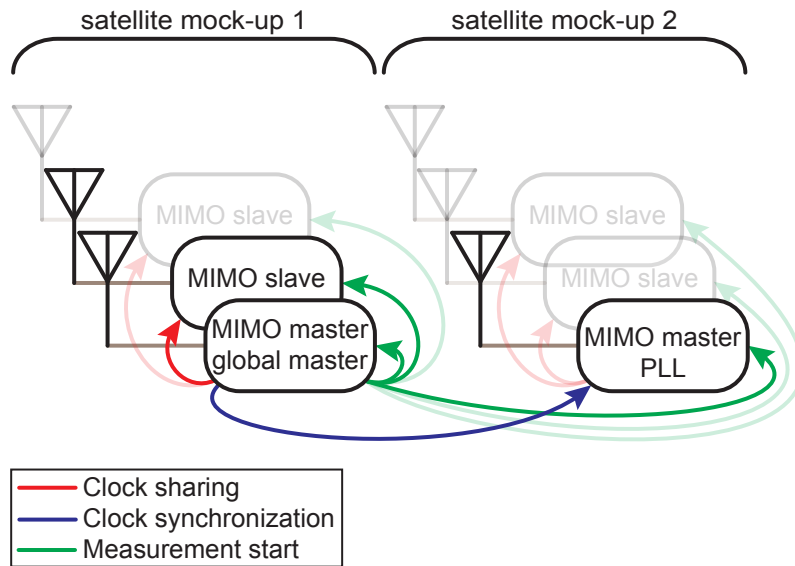 satellite mock-up 1
satellite mock-up 2
MIMO slave
MIMO slave
MIMO master
global master
MIMO slave
MIMO slave
MIMO master
PLL
Clock sharing
Clock synchronization
Measurement start